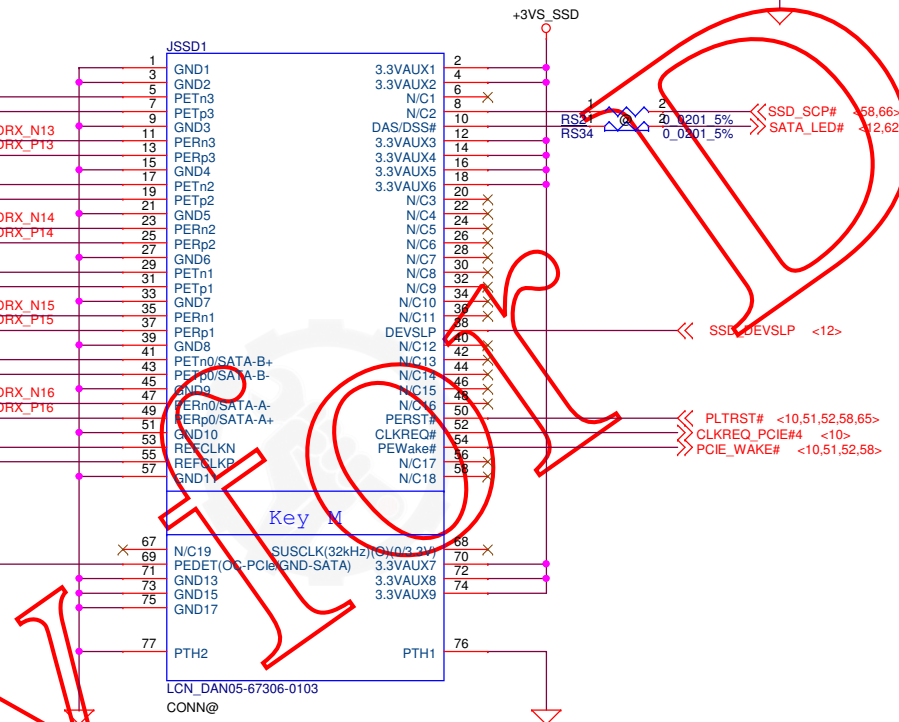 +3VS_SSD
JSSD1
1 GND1 3.3VAUX1 2
3 GND2 3.3VAUX2 4
5 PETn3 N/C1 6
7 PETp3 N/C2 8 1 2 SSD_SCP# <58,66>
9 GND3 DAS/DSS# 10 2 0_0201_5% SATA_LED# <12,62
DRX_N13 11 PERn3 3.3VAUX3 12 RS34 @ 0_0201_5%
DRX_P13 13 PERp3 3.3VAUX4 14
15 GND4 3.3VAUX5 16
17 PETn2 3.3VAUX6 18
19 PETp2 N/C3 20
DRX_N14 21 GND5 N/C4 22
DRX_P14 23 PERn2 N/C5 24
25 PERp2 N/C6 26
27 GND6 N/C7 28
29 PETn1 N/C8 30
31 PETp1 N/C9 32
DRX_N15 33 GND7 N/C10 34
DRX_P15 35 PERn1 N/C11 36
37 PERp1 DEVSLP 38 SSD_DEVSLP <12>
39 GND8 N/C12 40
41 PETn0/SATA-B+ N/C13 42
43 PETp0/SATA-B- N/C14 44
DRX_N16 45 GND9 N/C15 46
DRX_P16 47 PERn0/SATA-A- N/C16 48
49 PERp0/SATA-A+ PERST# 50 PLTRST# <10,51,52,58,65>
51 GND10 CLKREQ# 52 CLKREQ_PCIE#4 <10>
53 REFCLKN PEWake# 54 PCIE_WAKE# <10,51,52,58>
55 REFCLKP N/C17 56
57 GND11 N/C18 58
Key M
67 N/C19 SUSCLK(32kHz)(O)(0/3.3V) 68
69 PEDET(OC-PCIe/GND-SATA) 3.3VAUX7 70
71 GND13 3.3VAUX8 72
73 GND15 3.3VAUX9 74
75 GND17
77 PTH2 PTH1 76
LCN_DAN05-67306-0103
CONN@